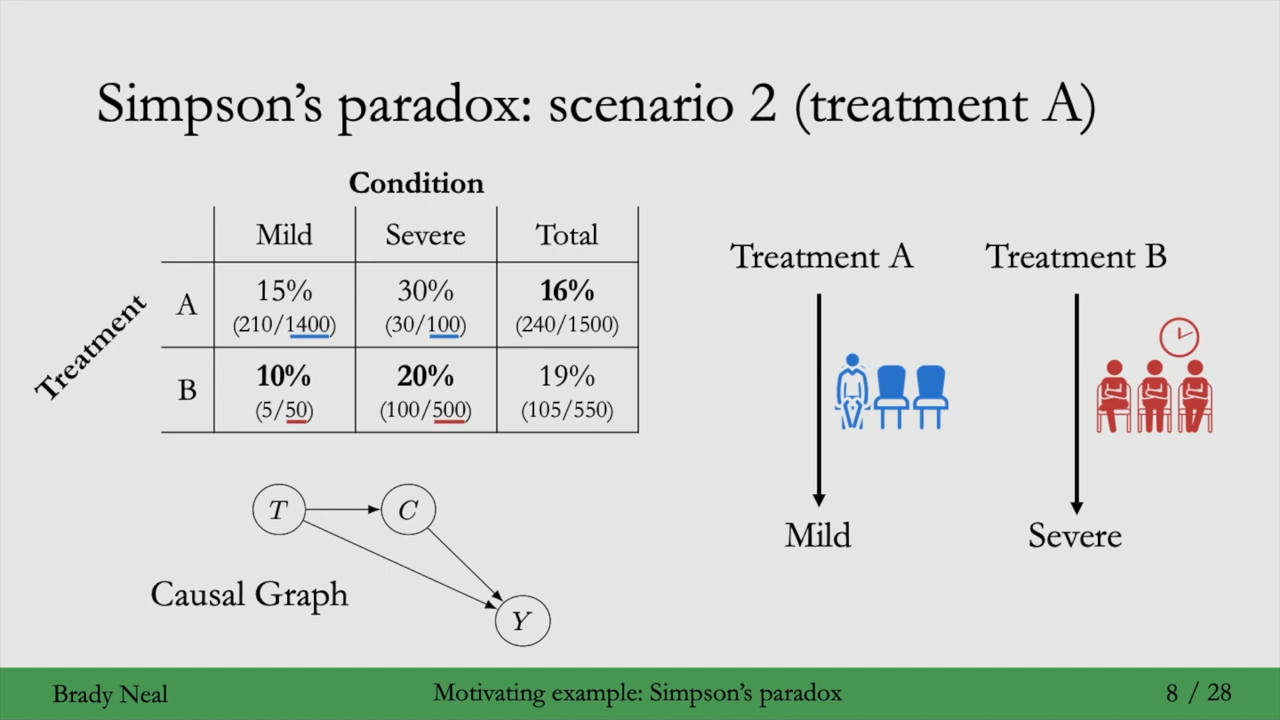 Simpson's paradox: scenario 2 (treatment A)
Condition
Mild Severe Total
Treatment
A 15% 30% 16%
(210/1400) (30/100) (240/1500)
B 10% 20% 19%
(5/50) (100/500) (105/550)
Treatment A Treatment B
Mild Severe
T C
Y
Causal Graph
Brady Neal Motivating example: Simpson's paradox 8 / 28